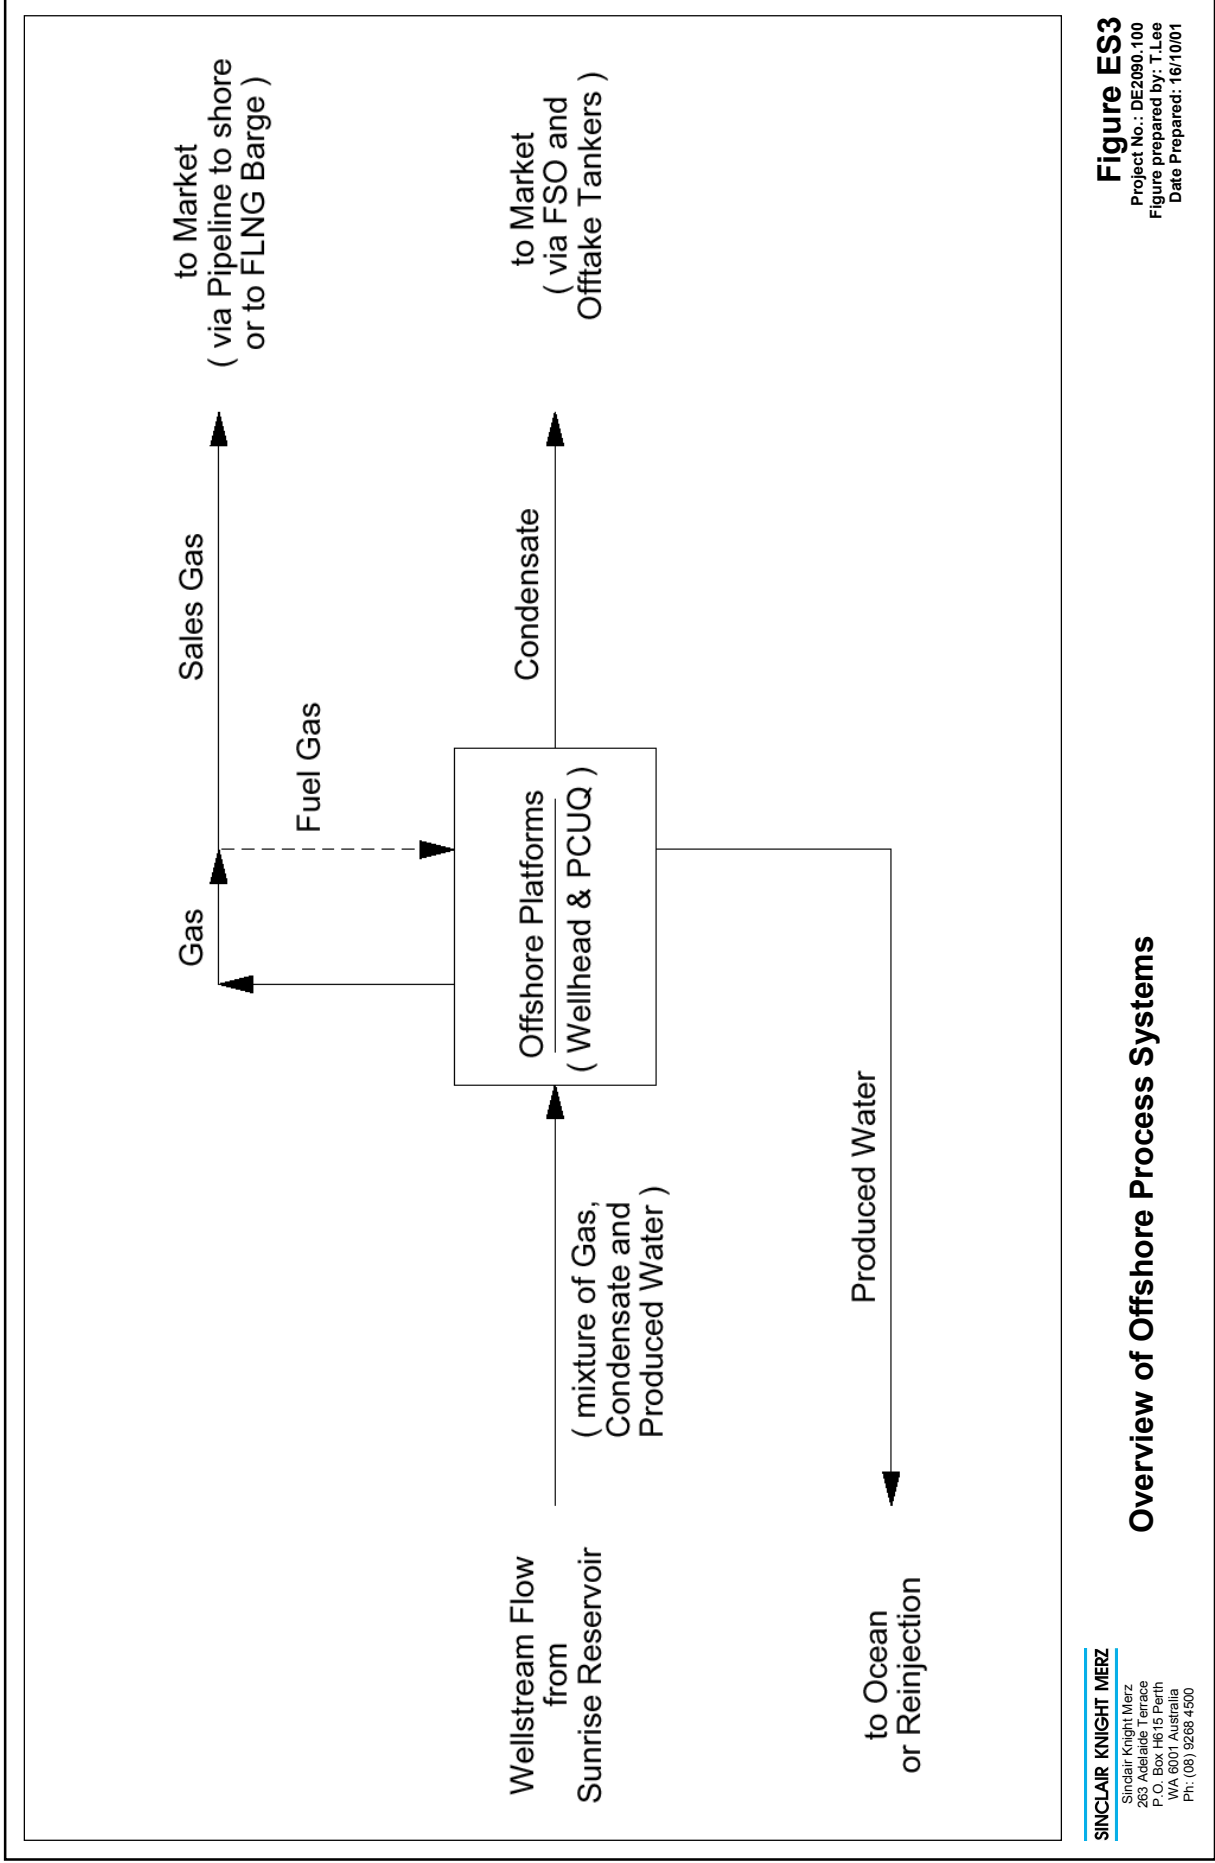 to Market
( via Pipeline to shore
or to FLNG Barge )
Sales Gas
Gas
Fuel Gas
Wellstream Flow
from
Sunrise Reservoir
( mixture of Gas,
Condensate and
Produced Water )
Offshore Platforms
( Wellhead & PCUQ )
Condensate
to Market
( via FSO and
Offtake Tankers )
Produced Water
to Ocean
or Reinjection
SINCLAIR KNIGHT MERZ
Sinclair Knight Merz
263 Adelaide Terrace
P.O. Box H615 Perth
WA 6001 Australia
Ph: (08) 9268 4500
Overview of Offshore Process Systems
Figure ES3
Project No.: DE2090.100
Figure prepared by: T.Lee
Date Prepared: 16/10/01